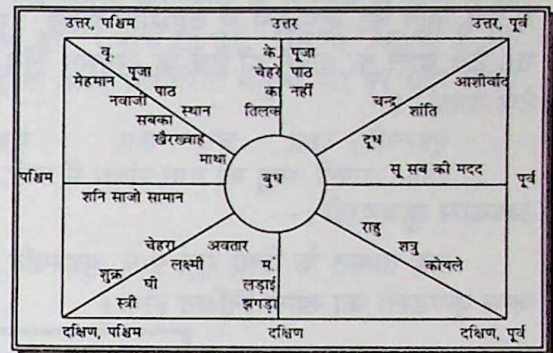 उत्तर, पश्चिम
उत्तर
उत्तर, पूर्व
वृ.
मेहमान पूजा
नवाजी पाठ
सबका स्थान
खैरख्वाहे
माथा
के. पूजा
चेहरे पाठ
का नहीं
तिलक
आशीर्वाद
चन्द्र शांति
दूध
पश्चिम
बुध
सू सब की मदद
पूर्व
शनि साजो सामान
चेहरा अवतार
लक्ष्मी
शुक्र घी
स्त्री
लड़ाई
झगड़ा
राहु
शत्रु
कोयले
दक्षिण, पश्चिम
दक्षिण
दक्षिण, पूर्व